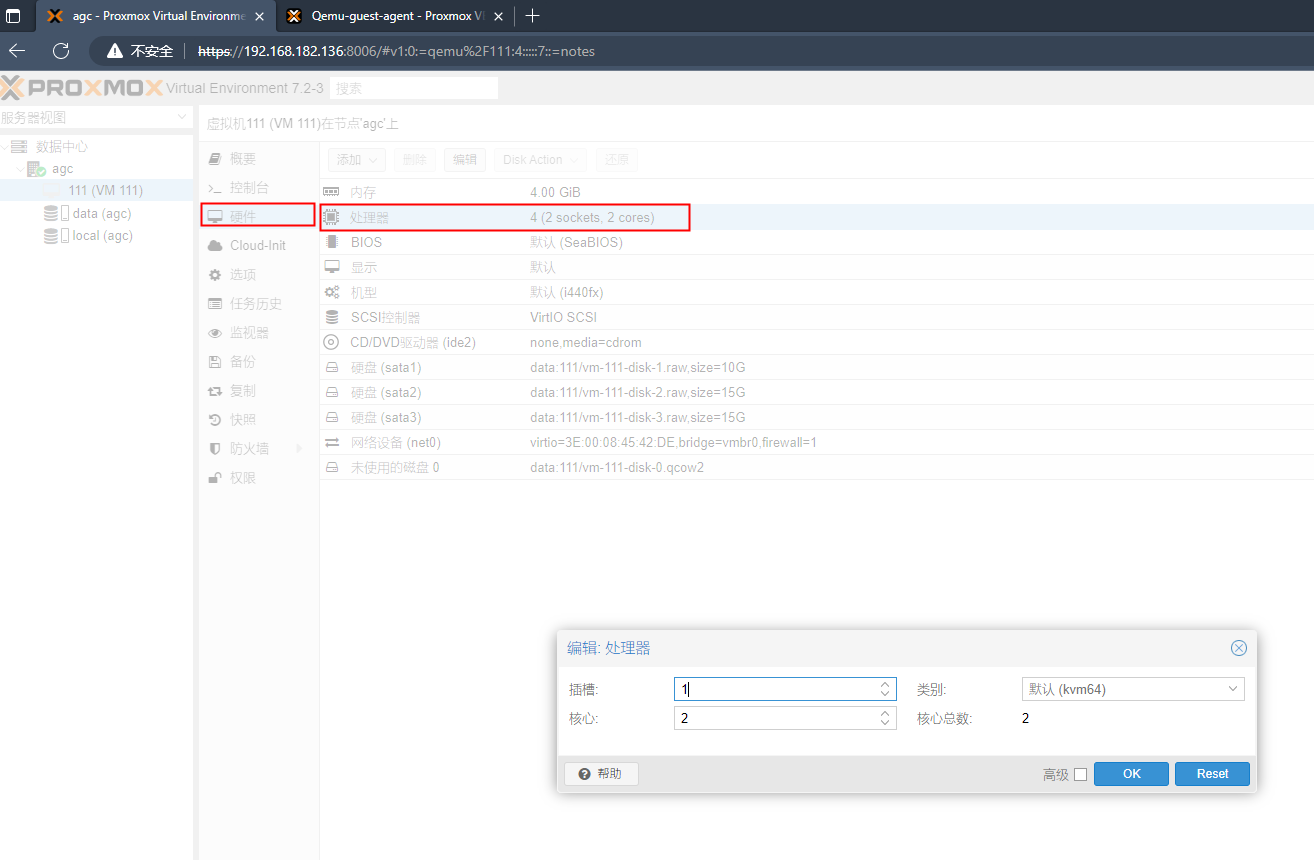 agc - Proxmox Virtual Environme
Qemu-guest-agent - Proxmox VI
不安全
https://192.168.182.136:8006/#v1:0:=qemu%2F111:4:::::7::=notes
PROXMOX Virtual Environment 7.2-3 搜索
服务器视图
虚拟机111 (VM 111)在节点'agc'上
数据中心
agc
111 (VM 111)
data (agc)
local (agc)
概要
控制台
硬件
Cloud-Init
选项
任务历史
监视器
备份
复制
快照
防火墙
权限
添加 删除 编辑 Disk Action 还原
内存 4.00 GiB
处理器 4 (2 sockets, 2 cores)
BIOS 默认 (SeaBIOS)
显示 默认
机型 默认 (i440fx)
SCSI控制器 VirtIO SCSI
CD/DVD驱动器 (ide2) none,media=cdrom
硬盘 (sata1) data:111/vm-111-disk-1.raw,size=10G
硬盘 (sata2) data:111/vm-111-disk-2.raw,size=15G
硬盘 (sata3) data:111/vm-111-disk-3.raw,size=15G
网络设备 (net0) virtio=3E:00:08:45:42:DE,bridge=vmbr0,firewall=1
未使用的磁盘 0 data:111/vm-111-disk-0.qcow2
编辑: 处理器
插槽: 1 类别: 默认 (kvm64)
核心: 2 核心总数: 2
帮助 高级 OK Reset